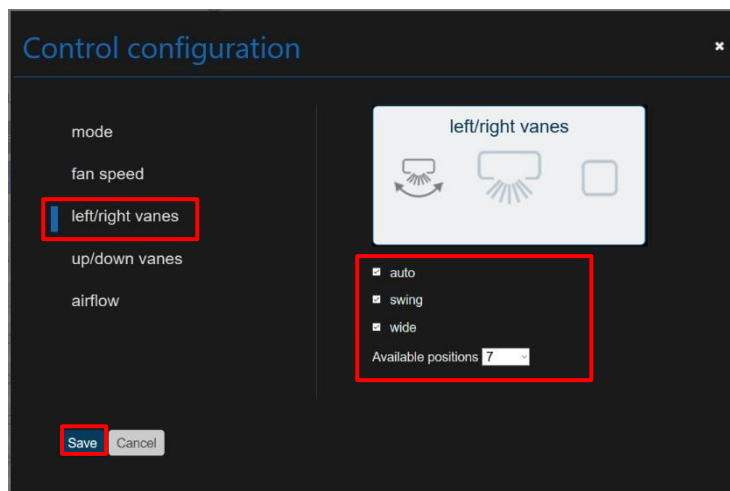 Control configuration
mode
fan speed
left/right vanes
up/down vanes
airflow
left/right vanes
auto
swing
wide
Available positions 7
Save Cancel